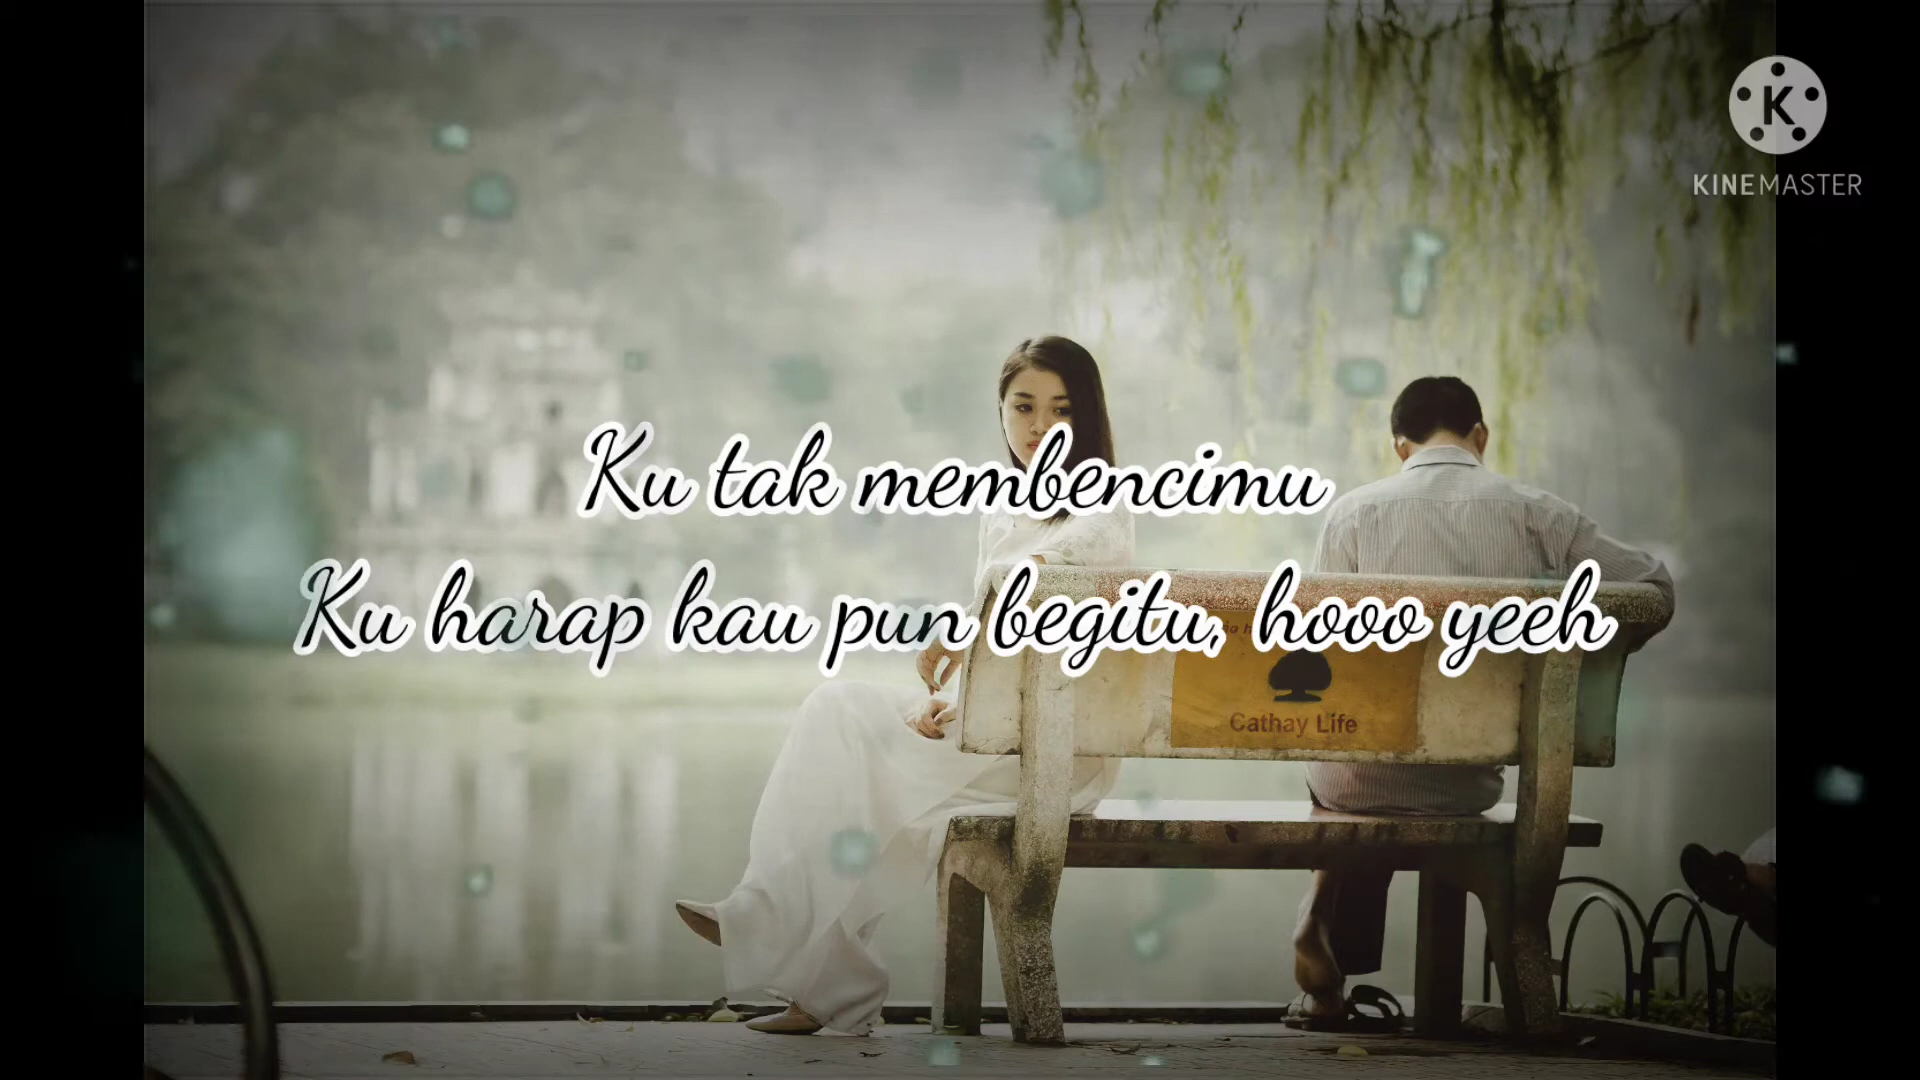 KINEMASTER
Ku tak membencimu
Ku harap kau pun begitu, hooo yeeh
Cathay Life